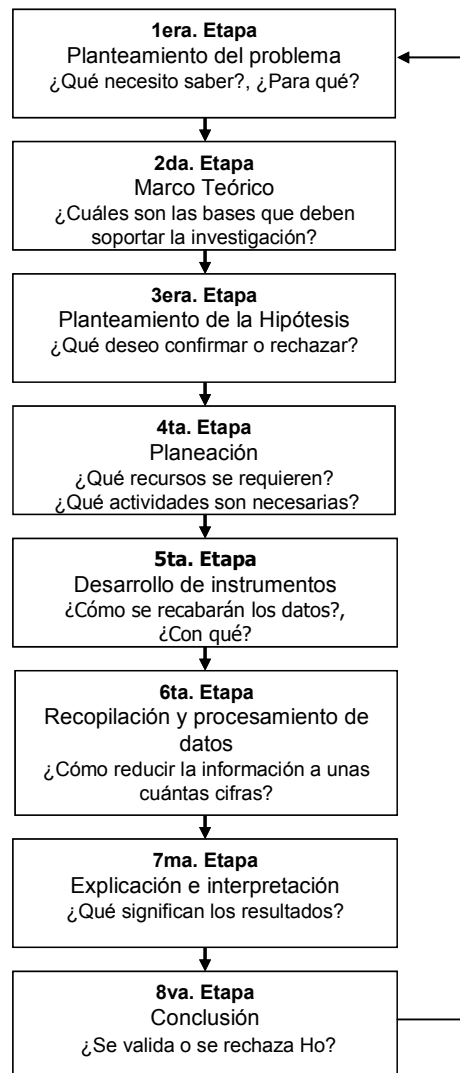 1era. Etapa
Planteamiento del problema
¿Qué necesito saber?, ¿Para qué?
2da. Etapa
Marco Teórico
¿Cuáles son las bases que deben
soportar la investigación?
3era. Etapa
Planteamiento de la Hipótesis
¿Qué deseo confirmar o rechazar?
4ta. Etapa
Planeación
¿Qué recursos se requieren?
¿Qué actividades son necesarias?
5ta. Etapa
Desarrollo de instrumentos
¿Cómo se recabarán los datos?,
¿Con qué?
6ta. Etapa
Recopilación y procesamiento de
datos
¿Cómo reducir la información a unas
cuántas cifras?
7ma. Etapa
Explicación e interpretación
¿Qué significan los resultados?
8va. Etapa
Conclusión
¿Se valida o se rechaza Ho?